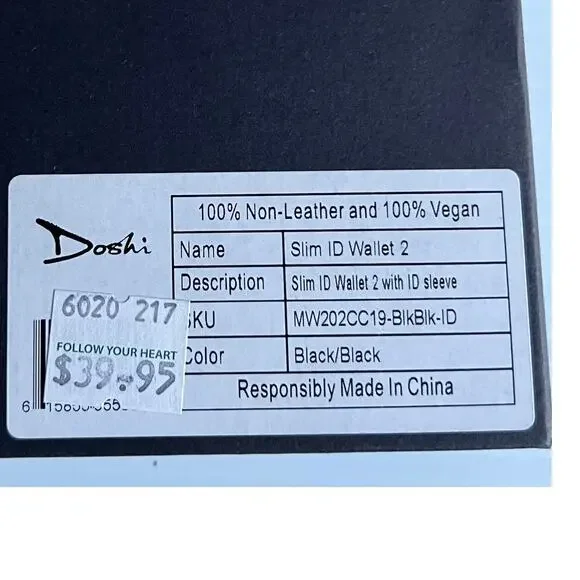 100% Non-Leather and 100% Vegan
Doshi
Name Slim ID Wallet 2
Description Slim ID Wallet 2 with ID sleeve
SKU MW202CC19-BlkBlk-ID
Color Black/Black
Responsibly Made In China
6020 217
FOLLOW YOUR HEART
$39.95